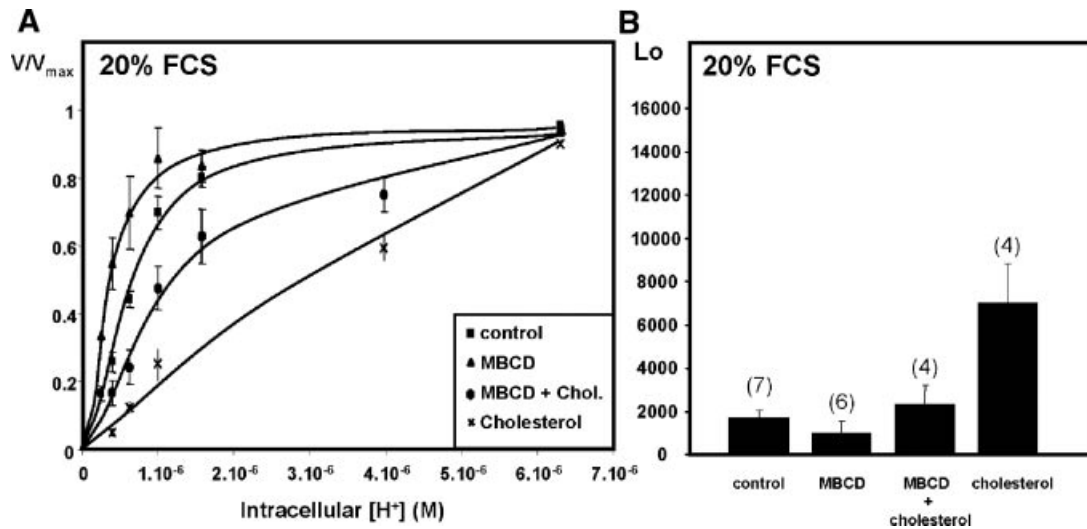 A
V/Vmax
20% FCS
1
0.8
0.6
0.4
0.2
0
0
1.10-6
2.10-6
3.10-6
4.10-6
5.10-6
6.10-6
7.10-6
Intracellular [H+] (M)
control
MBCD
MBCD + Chol.
Cholesterol
B
Lo
20% FCS
16000
14000
12000
10000
8000
6000
4000
2000
0
(7)
(6)
(4)
(4)
control
MBCD
MBCD
+
cholesterol
cholesterol